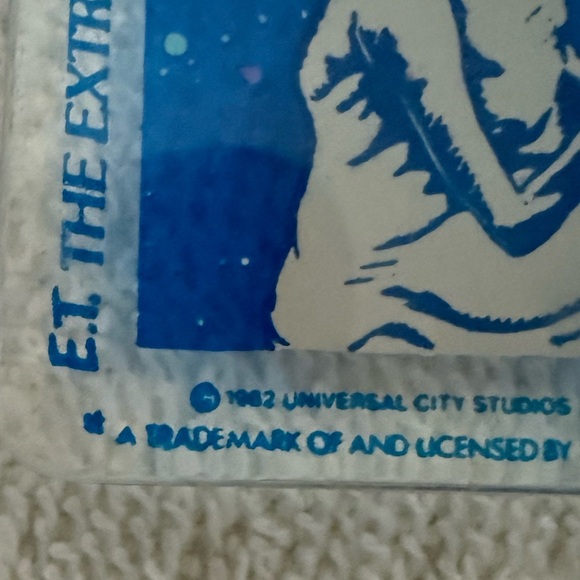 E.T. THE EXTR
© 1982 UNIVERSAL CITY STUDIOS
* A TRADEMARK OF AND LICENSED BY